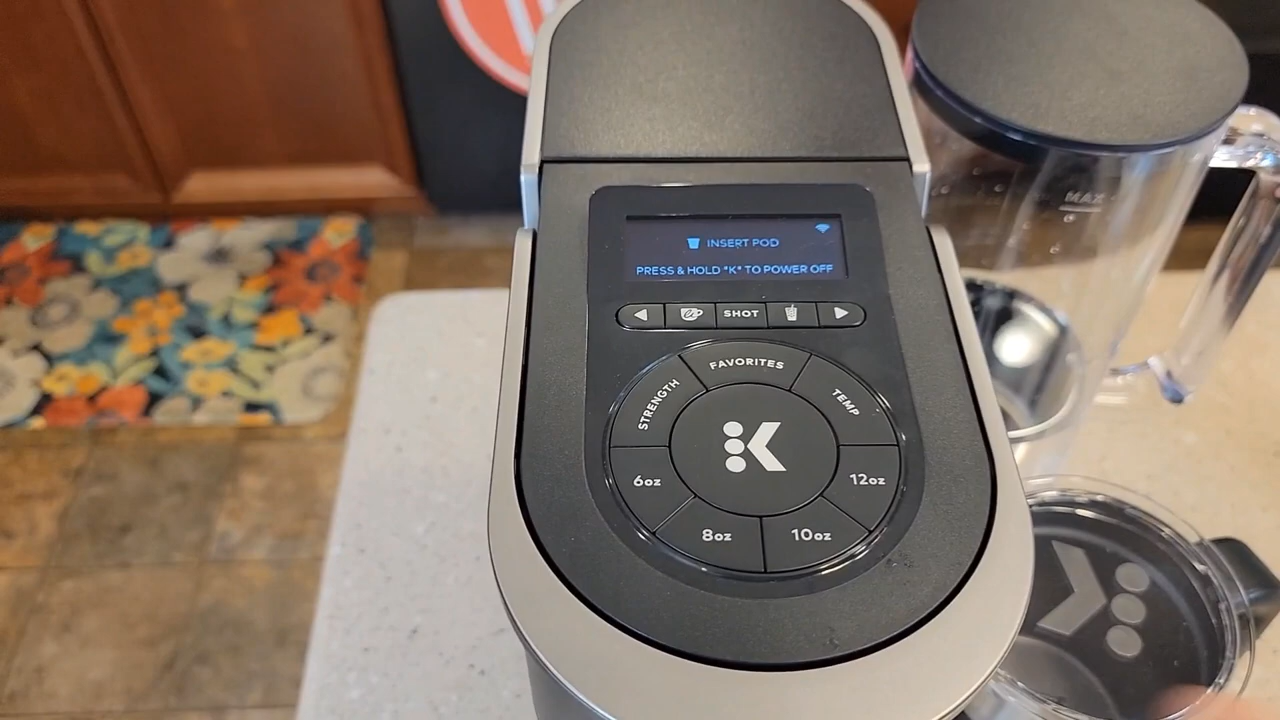 MAX
INSERT POD
PRESS & HOLD "K" TO POWER OFF
SHOT
FAVORITES
STRENGTH
TEMP
6oz
12oz
8oz
10oz